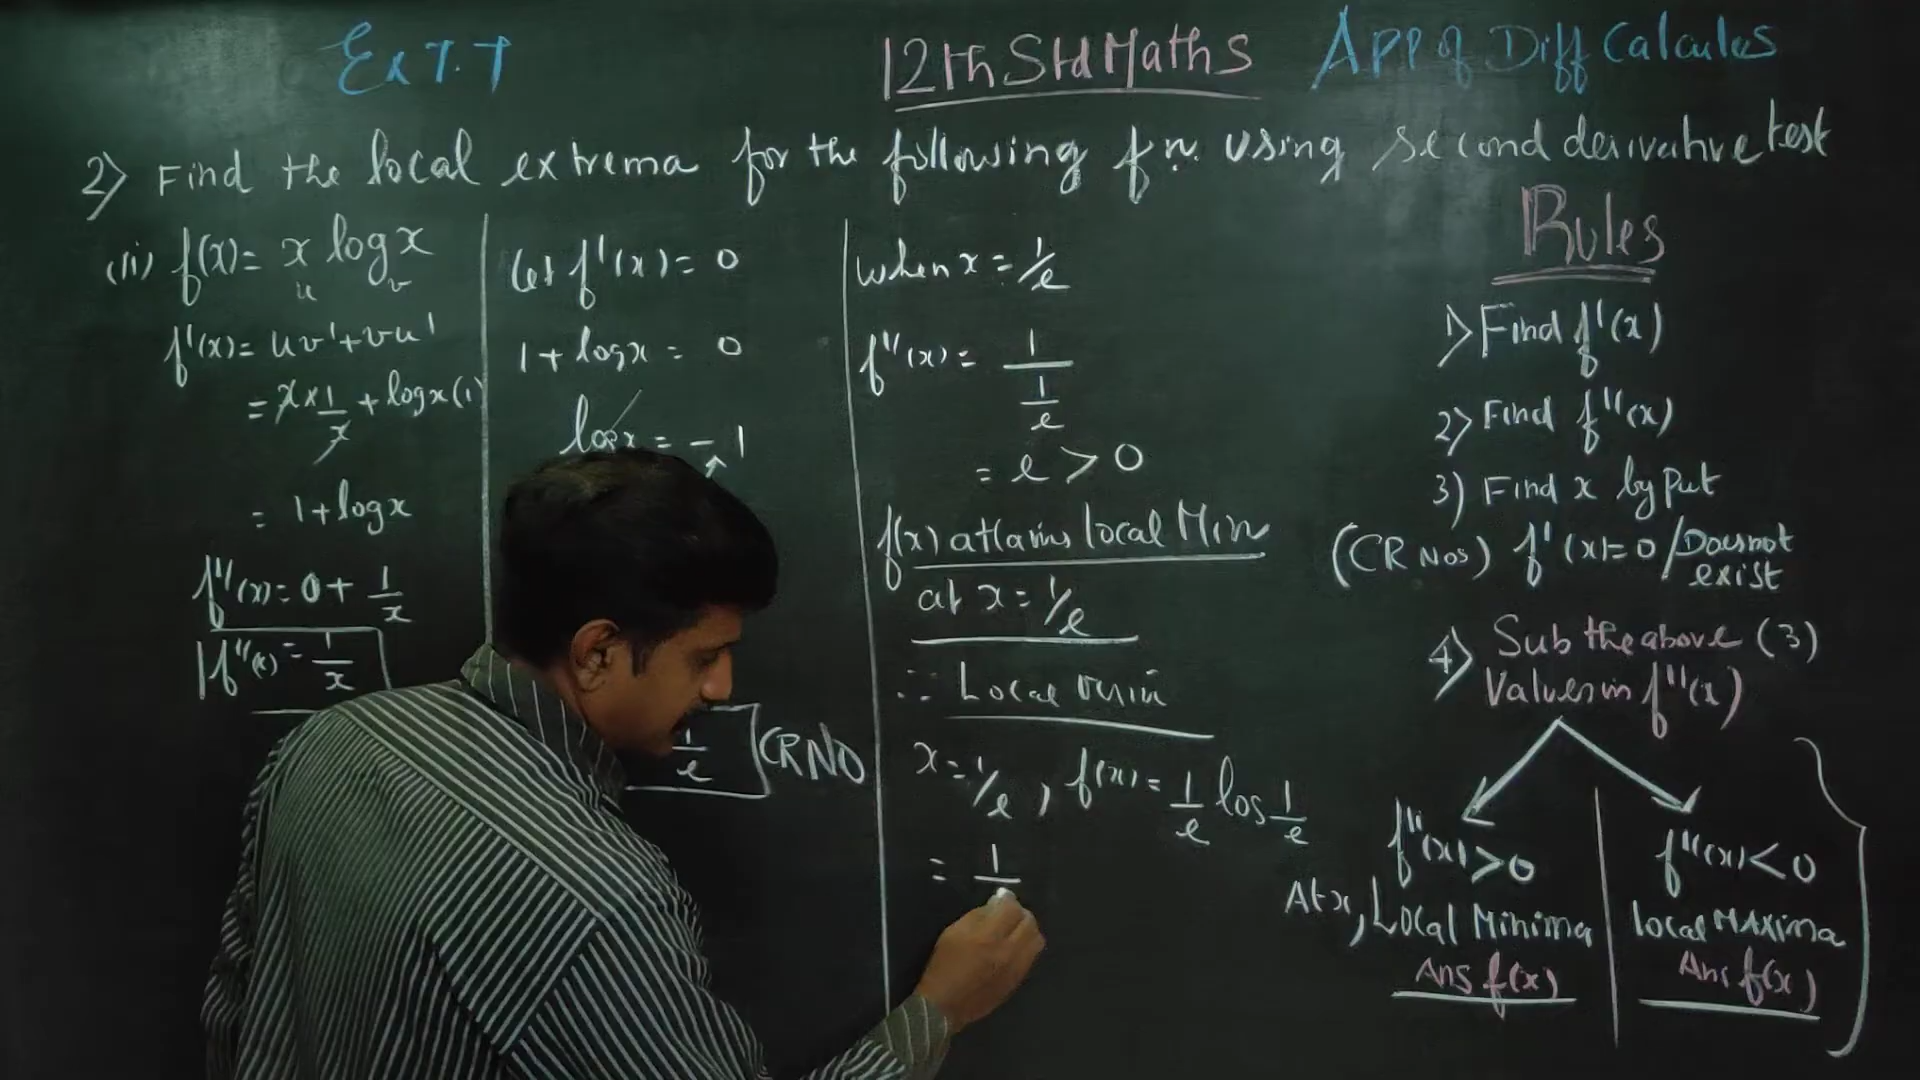 Ex 7.7
12th Std Maths
App of Diff Calculus
2) Find the local extrema for the following fn. using second derivative test
(ii) f(x) = x log x
u v
f'(x) = uv' + vu'
= x × 1/x + log x (1)
= 1 + log x
f''(x) = 0 + 1/x
f''(x) = 1/x
Let f'(x) = 0
1 + log x = 0
log x = -1
1/e CR NO
when x = 1/e
f''(x) = 1/(1/e)
= e > 0
f(x) attains local Min
at x = 1/e
∴ Local
x = 1/e, f(x) = 1/e log 1/e
= 1
Rules
1) Find f'(x)
2) Find f''(x)
3) Find x by Put
(CR Nos) f'(x) = 0 / Does not exist
4) Sub the above (3)
Values in f''(x)
f''(x) > 0
At x, Local Minima
Ans f(x)
f''(x) < 0
local MAXima
Ans f(x)